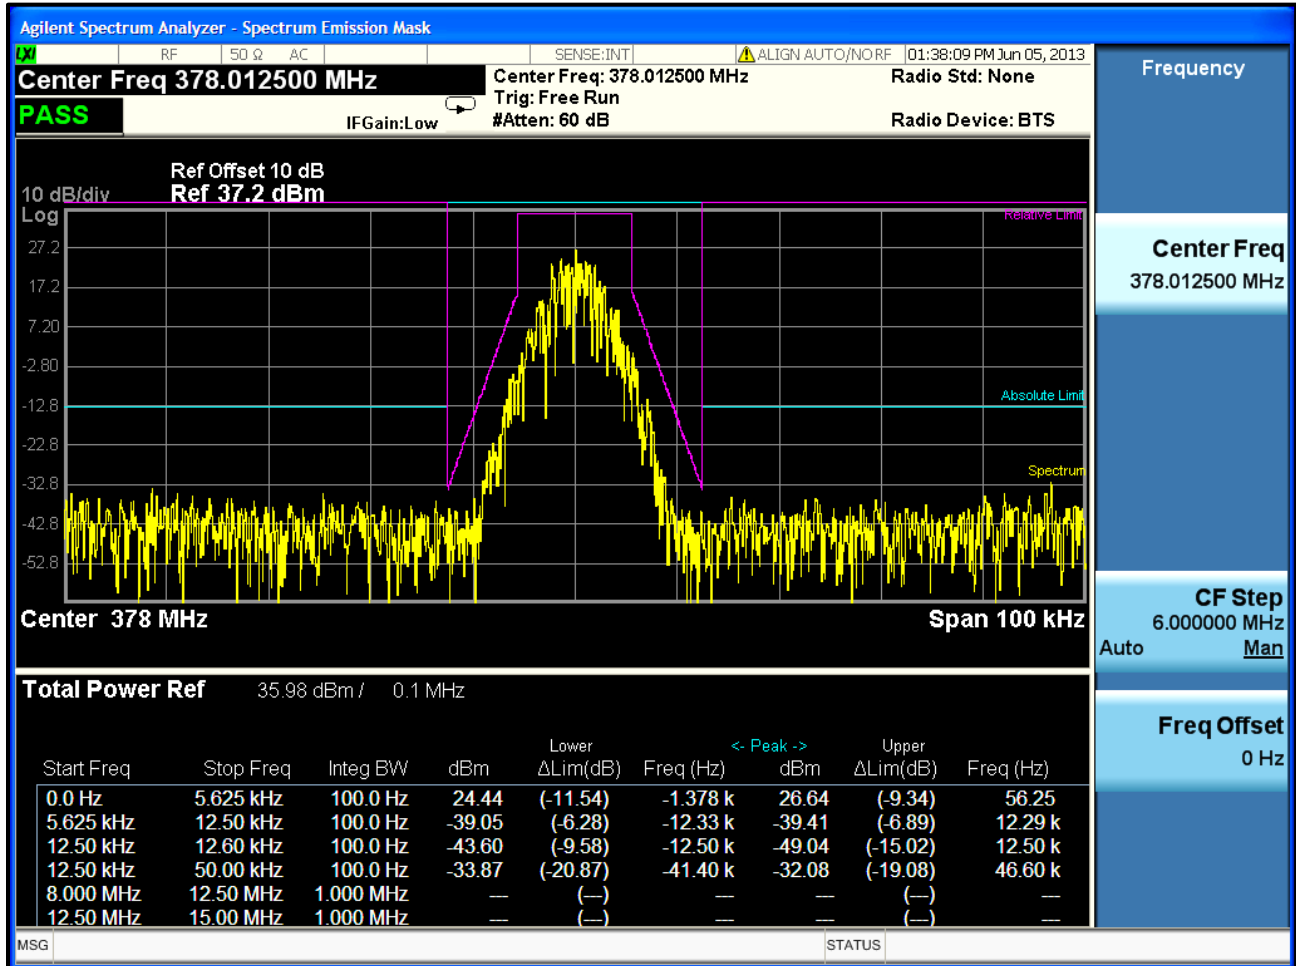 Agilent Spectrum Analyzer - Spectrum Emission Mask
LXI RF 50 Ω AC SENSE:INT ALIGN AUTO/NO RF 01:38:09 PM Jun 05, 2013
Center Freq 378.012500 MHz
Center Freq: 378.012500 MHz
Radio Std: None
Trig: Free Run
PASS
IFGain:Low
#Atten: 60 dB
Radio Device: BTS
Ref Offset 10 dB
10 dB/div Ref 37.2 dBm
Log
Relative Limit
27.2
17.2
7.20
-2.80
Absolute Limit
-12.8
-22.8
Spectrum
-32.8
-42.8
-52.8
Center 378 MHz
Span 100 kHz
Total Power Ref 35.98 dBm / 0.1 MHz
Lower <- Peak -> Upper
Start Freq Stop Freq Integ BW dBm ΔLim(dB) Freq (Hz) dBm ΔLim(dB) Freq (Hz)
0.0 Hz 5.625 kHz 100.0 Hz 24.44 (-11.54) -1.378 k 26.64 (-9.34) 56.25
5.625 kHz 12.50 kHz 100.0 Hz -39.05 (-6.28) -12.33 k -39.41 (-6.89) 12.29 k
12.50 kHz 12.60 kHz 100.0 Hz -43.60 (-9.58) -12.50 k -49.04 (-15.02) 12.50 k
12.50 kHz 50.00 kHz 100.0 Hz -33.87 (-20.87) -41.40 k -32.08 (-19.08) 46.60 k
8.000 MHz 12.50 MHz 1.000 MHz --- (---) --- --- (---) ---
12.50 MHz 15.00 MHz 1.000 MHz --- (---) --- --- (---) ---
MSG
STATUS
Frequency
Center Freq
378.012500 MHz
CF Step
6.000000 MHz
Auto Man
Freq Offset
0 Hz